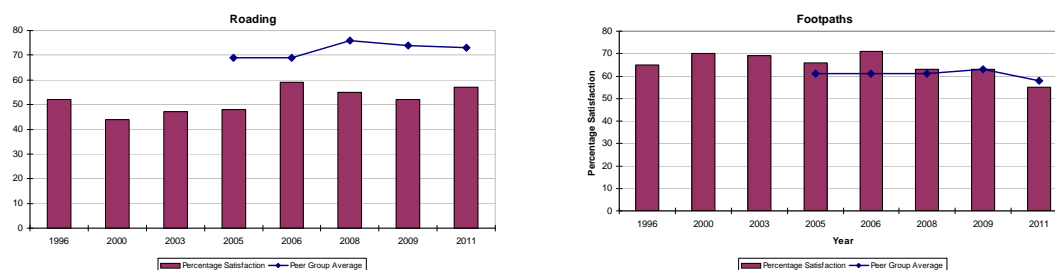 Roading
80
70
60
50
40
30
20
10
0
1996 2000 2003 2005 2006 2008 2009 2011
Percentage Satisfaction Peer Group Average
Footpaths
Percentage Satisfaction
80
70
60
50
40
30
20
10
0
1996 2000 2003 2005 2006 2008 2009 2011
Year
Percentage Satisfaction Peer Group Average